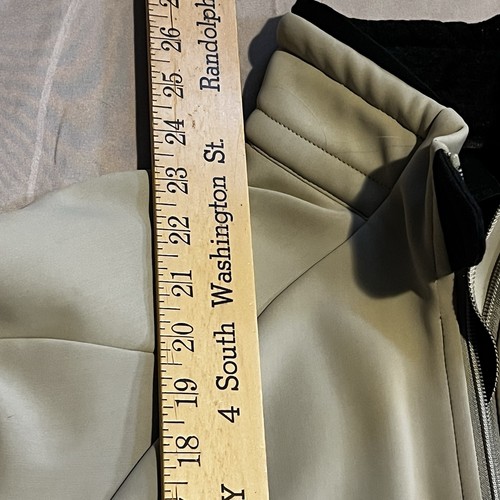 18 19 20 21 22 23 24 25 26
4 South Washington St. Randolph